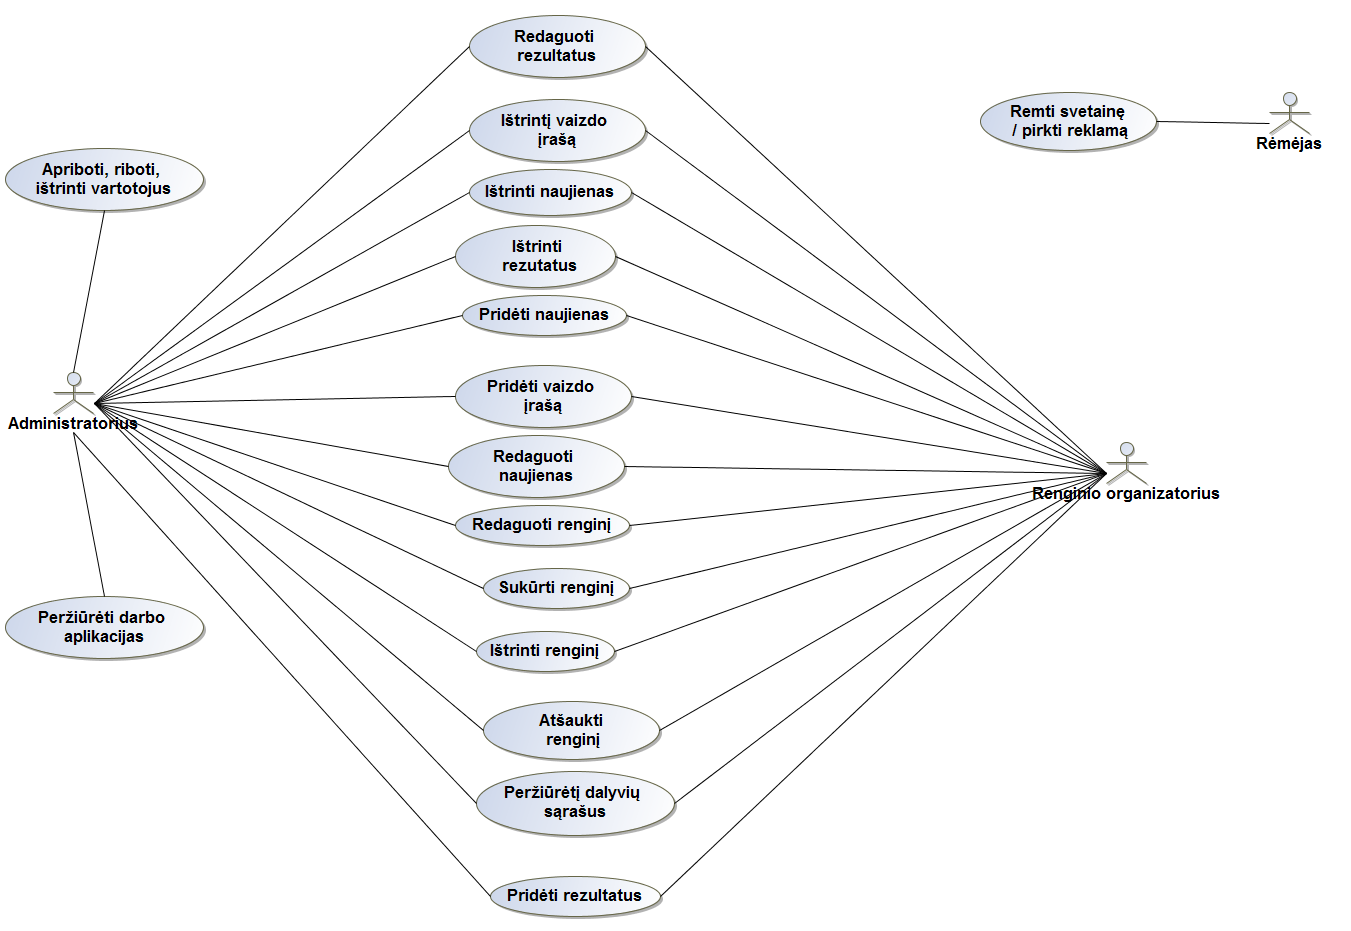 Redaguoti
rezultatus
Ištrintį vaizdo
įrašą
Ištrinti naujienas
Ištrinti
rezutatus
Pridėti naujienas
Pridėti vaizdo
įrašą
Redaguoti
naujienas
Redaguoti renginį
Sukūrti renginį
Ištrinti renginį
Atšaukti
renginį
Peržiūrėtį dalyvių
sąrašus
Pridėti rezultatus
Apriboti, riboti,
ištrinti vartotojus
Administratorius
Peržiūrėti darbo
aplikacijas
Remti svetainę
/ pirkti reklamą
Rėmėjas
Renginio organizatorius